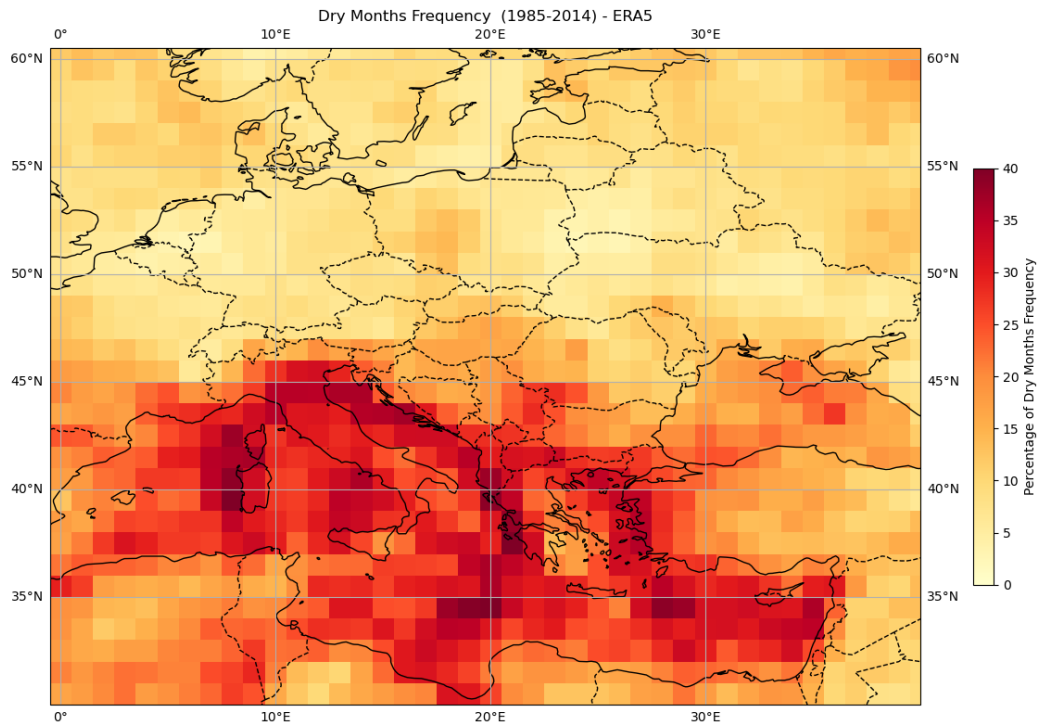 Dry Months Frequency (1985-2014) - ERA5
0° 10°E 20°E 30°E
60°N 60°N
55°N 55°N
50°N 50°N
45°N 45°N
40°N 40°N
35°N 35°N
0° 10°E 20°E 30°E
40
35
30
25
20
15
10
5
0
Percentage of Dry Months Frequency